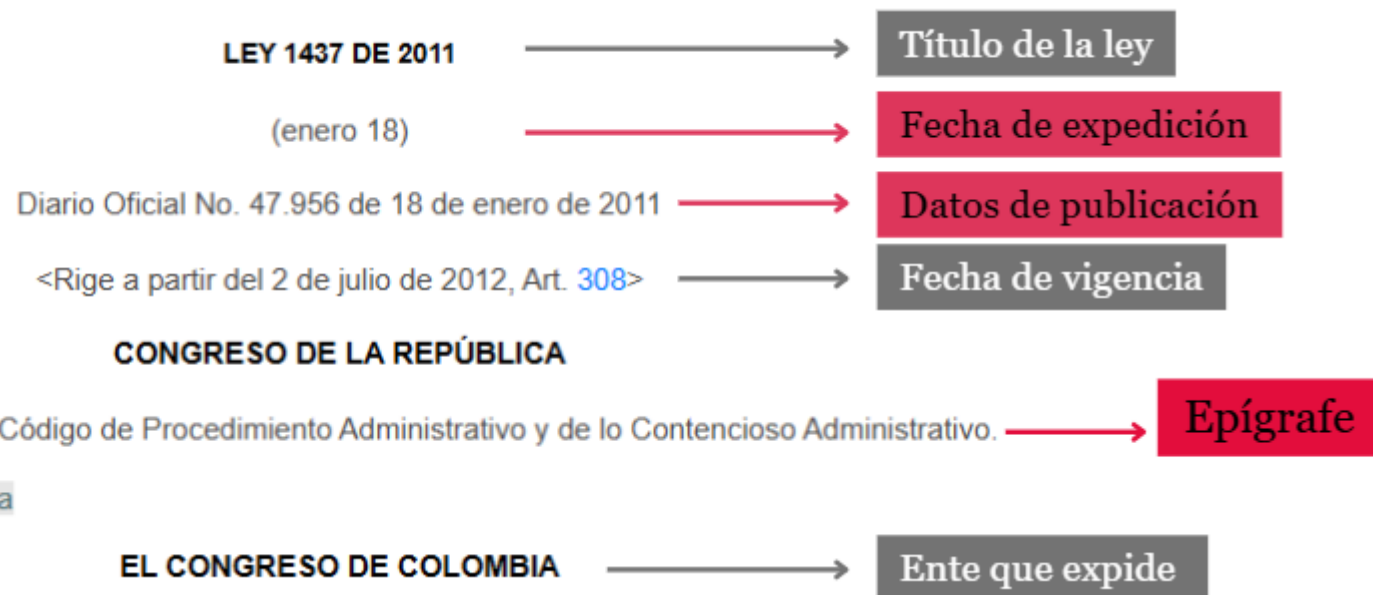 LEY 1437 DE 2011 Título de la ley
(enero 18) Fecha de expedición
Diario Oficial No. 47.956 de 18 de enero de 2011 Datos de publicación
<Rige a partir del 2 de julio de 2012, Art. 308> Fecha de vigencia
CONGRESO DE LA REPÚBLICA
Código de Procedimiento Administrativo y de lo Contencioso Administrativo. Epígrafe
a
EL CONGRESO DE COLOMBIA Ente que expide